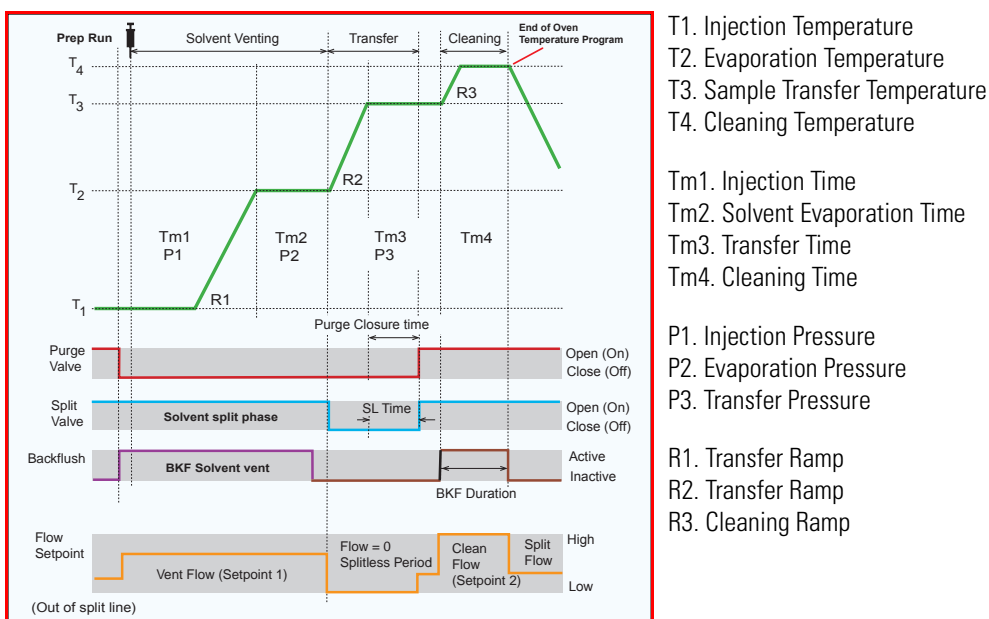 Prep Run
Solvent Venting
Transfer
Cleaning
End of Oven
Temperature Program
T4
T3
T2
T1
R3
R2
R1
Tm1
P1
Tm2
P2
Tm3
P3
Tm4
Purge Closure time
Purge
Valve
Open (On)
Close (Off)
Split
Valve
Solvent split phase
SL Time
Open (On)
Close (Off)
Backflush
BKF Solvent vent
Active
Inactive
BKF Duration
Flow
Setpoint
Vent Flow (Setpoint 1)
Flow = 0
Splitless Period
Clean
Flow
(Setpoint 2)
Split
Flow
High
Low
(Out of split line)
T1. Injection Temperature
T2. Evaporation Temperature
T3. Sample Transfer Temperature
T4. Cleaning Temperature
Tm1. Injection Time
Tm2. Solvent Evaporation Time
Tm3. Transfer Time
Tm4. Cleaning Time
P1. Injection Pressure
P2. Evaporation Pressure
P3. Transfer Pressure
R1. Transfer Ramp
R2. Transfer Ramp
R3. Cleaning Ramp